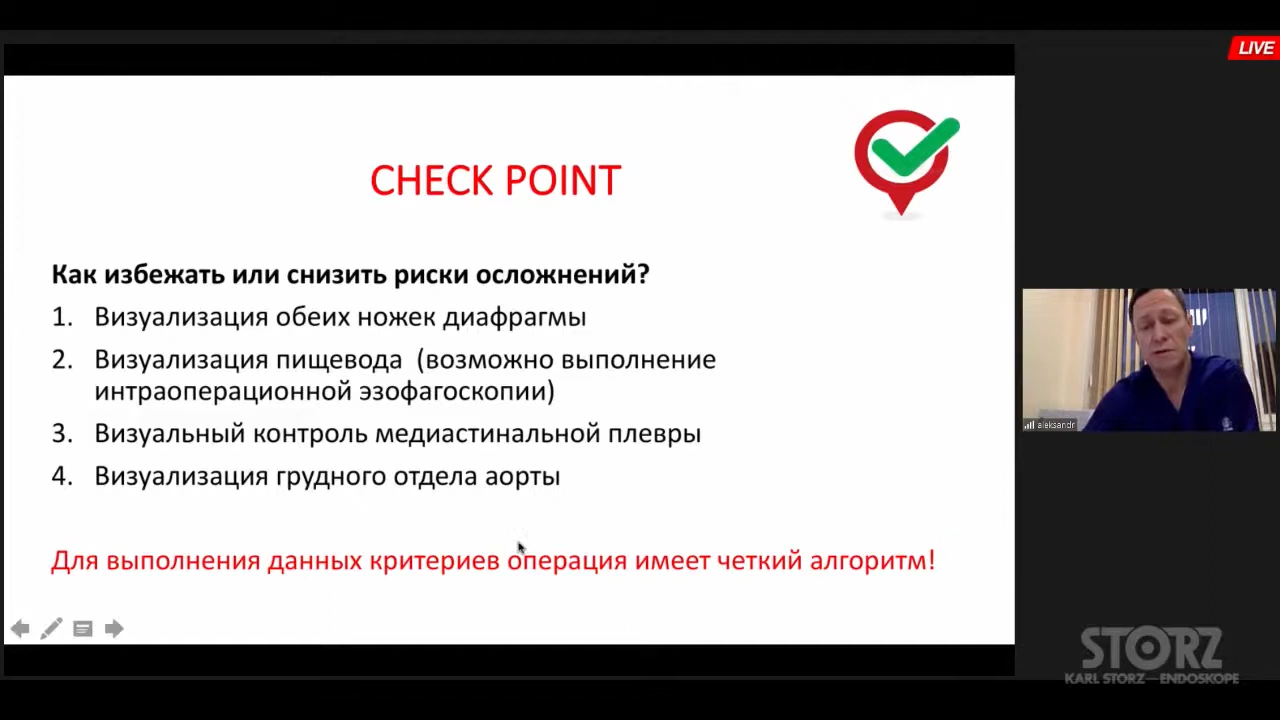 LIVE
CHECK POINT
Как избежать или снизить риски осложнений?
1. Визуализация обеих ножек диафрагмы
2. Визуализация пищевода (возможно выполнение
интраоперационной эзофагоскопии)
3. Визуальный контроль медиастинальной плевры
4. Визуализация грудного отдела аорты
Для выполнения данных критериев операция имеет четкий алгоритм!
aleksandr
STORZ
KARL STORZ—ENDOSKOPE